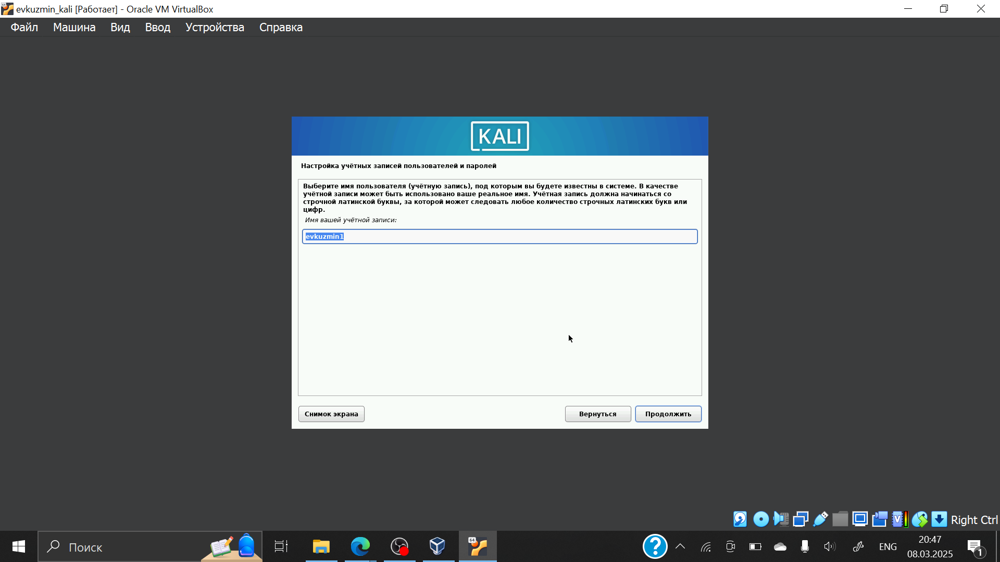 evkuzmin_kali [Работает] - Oracle VM VirtualBox
Файл Машина Вид Ввод Устройства Справка
KALI
Настройка учётных записей пользователей и паролей
Выберите имя пользователя (учётную запись), под которым вы будете известны в системе. В качестве
учётной записи может быть использовано ваше реальное имя. Учётная запись должна начинаться со
строчной латинской буквы, за которой может следовать любое количество строчных латинских букв или
цифр.
Имя вашей учётной записи:
evkuzmin1
Снимок экрана Вернуться Продолжить
Right Ctrl
Поиск
64
ENG
20:47
08.03.2025
1